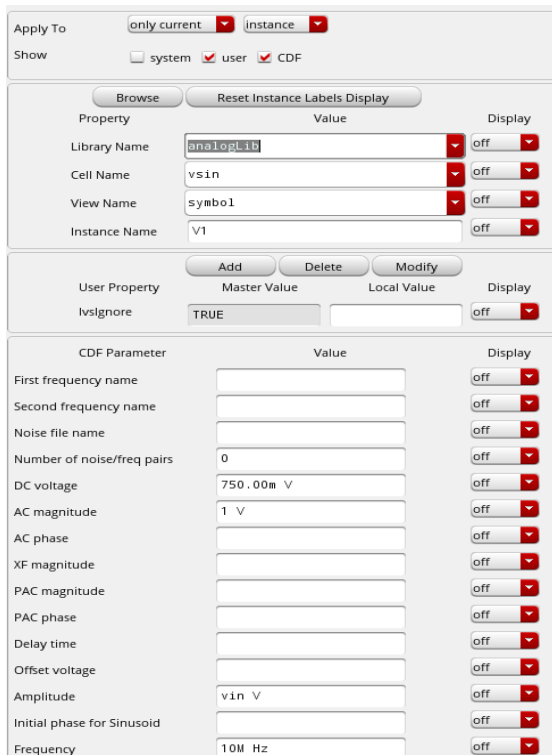 Apply To only current instance
Show system user CDF
Browse Reset Instance Labels Display
Property Value Display
Library Name analogLib off
Cell Name vsin off
View Name symbol off
Instance Name V1 off
Add Delete Modify
User Property Master Value Local Value Display
lvsIgnore TRUE off
CDF Parameter Value Display
First frequency name off
Second frequency name off
Noise file name off
Number of noise/freq pairs 0 off
DC voltage 750.00m V off
AC magnitude 1 V off
AC phase off
XF magnitude off
PAC magnitude off
PAC phase off
Delay time off
Offset voltage off
Amplitude vin V off
Initial phase for Sinusoid off
Frequency 10M Hz off